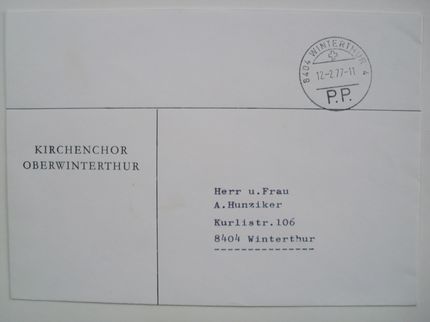 8404 WINTERTHUR 4
12-2.77-11
P.P.
KIRCHENCHOR
OBERWINTERTHUR
Herr u.Frau
A.Hunziker
Kurlistr.106
8404 Winterthur